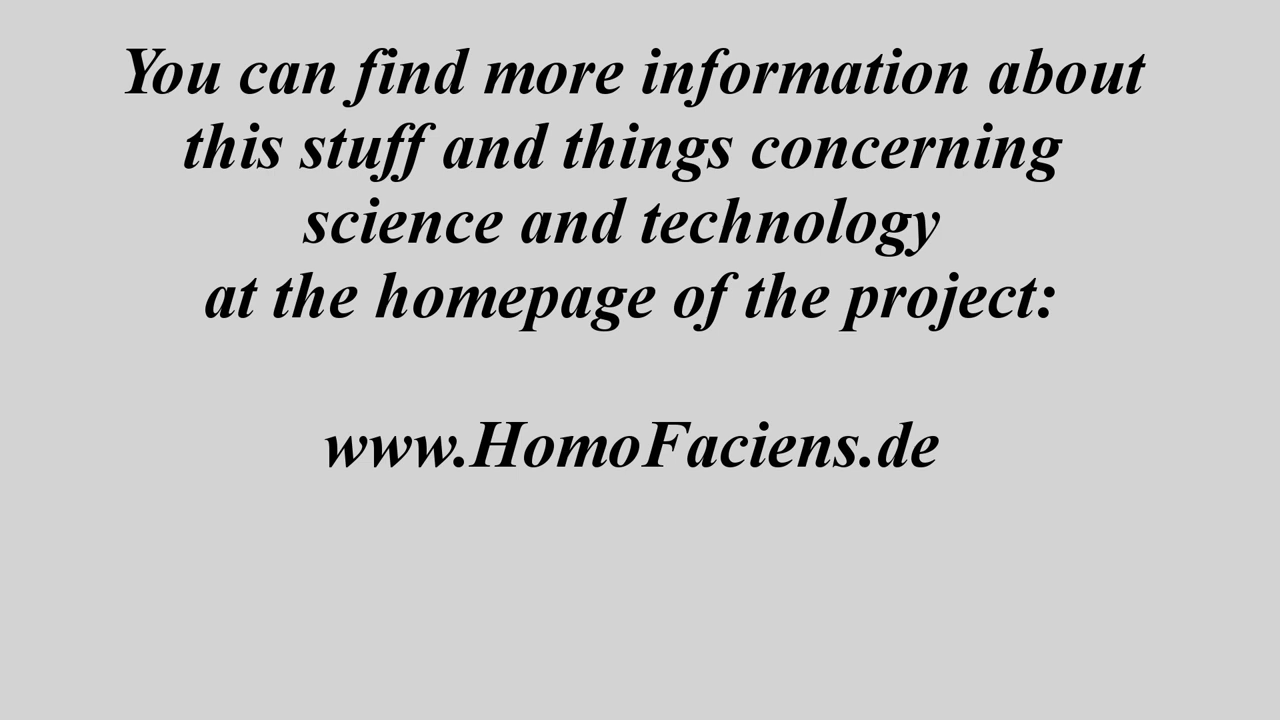 You can find more information about
this stuff and things concerning
science and technology
at the homepage of the project:
www.HomoFaciens.de